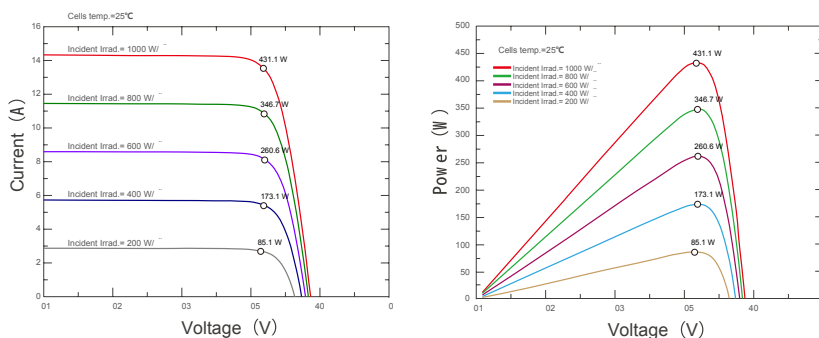 Cells temp.=25℃
16
14
12
10
8
6
4
2
0
Current (A)
Incident Irrad.= 1000 W/
431.1 W
Incident Irrad.= 800 W/
346.7 W
Incident Irrad.= 600 W/
260.6 W
Incident Irrad.= 400 W/
173.1 W
Incident Irrad.= 200 W/
85.1 W
01
02
03
05
40
0
Voltage (V)
500
450
400
350
300
250
200
150
100
50
0
Power (W)
Cells temp.=25℃
Incident Irrad.= 1000 W/
Incident Irrad.= 800 W/
Incident Irrad.= 600 W/
Incident Irrad.= 400 W/
Incident Irrad.= 200 W/
431.1 W
346.7 W
260.6 W
173.1 W
85.1 W
01
02
03
05
40
Voltage (V)